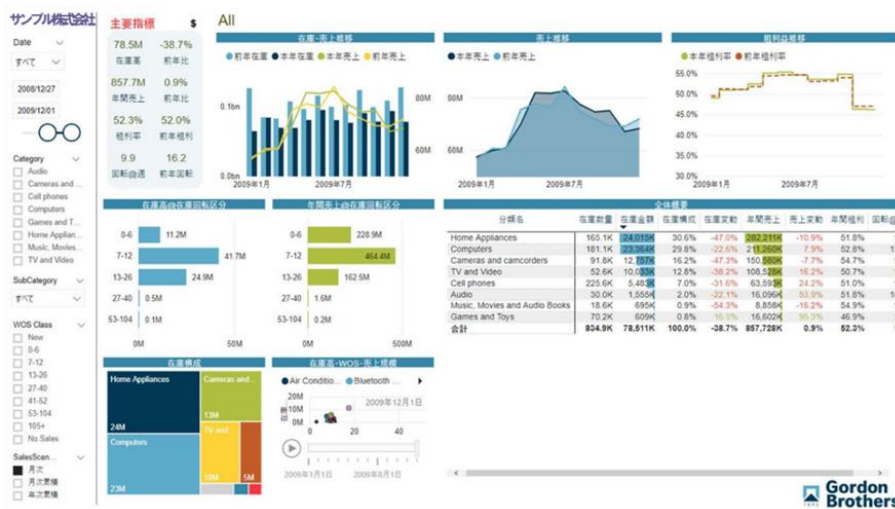 サンプル株式会社
Date
すべて
2008/12/27
2009/12/01
Category
Audio
Cameras and ...
Cell phones
Computers
Games and T...
Home Applian...
Music, Movies...
TV and Video
SubCategory
すべて
WOS Class
New
0-6
7-12
13-26
27-40
41-52
53-104
105+
No Sales
SalesScen...
月次
月次累積
年次累積
主要指標 $
78.5M -38.7%
在庫高 前年比
857.7M 0.9%
年間売上 前年比
52.3% 52.0%
粗利率 前年粗利
9.9 16.2
回転@週 前年回転
All
在庫・売上推移
前年在庫 本年在庫 本年売上 前年売上
0.1bn
0.0bn
80M
60M
2009年1月 2009年7月
売上推移
本年売上 前年売上
80M
60M
2009年1月 2009年7月
粗利益推移
本年粗利率 前年粗利率
55.0%
50.0%
45.0%
40.0%
35.0%
30.0%
2009年1月 2009年7月
在庫高@在庫回転区分
0-6 11.2M
7-12 41.7M
13-26 24.9M
27-40 0.5M
53-104 0.1M
0M 50M
年間売上@在庫回転区分
0-6 228.9M
7-12 464.4M
13-26 162.5M
27-40 1.6M
53-104 0.2M
0M 500M
全体概要
分類名 在庫数量 在庫金額 在庫構成 在庫変動 年間売上 売上変動 年間粗利 回転@
Home Appliances 165.1K 24,015K 30.6% -47.0% 282,211K -10.9% 51.8%
Computers 181.1K 23,364K 29.8% -22.6% 211,260K 7.9% 52.8%
Cameras and camcorders 91.8K 12,757K 16.2% -47.3% 150,580K -7.7% 54.7%
TV and Video 52.6K 10,033K 12.8% -38.2% 108,528K 16.2% 50.7%
Cell phones 225.6K 5,483K 7.0% -31.6% 63,593K 24.2% 51.0%
Audio 30.0K 1,555K 2.0% -22.1% 16,096K 53.9% 51.8%
Music, Movies and Audio Books 18.6K 695K 0.9% -54.3% 8,858K -16.2% 54.9%
Games and Toys 70.2K 609K 0.8% 16,602K 46.9%
合計 834.9K 78,511K 100.0% -38.7% 857,728K 0.9% 52.3%
在庫構成
Home Appliances
24M
Computers
23M
Cameras and...
13M
TV and...
10M
5M
在庫高・WOS・売上規模
Air Conditio... Bluetooth ...
20M
10M
0M
2009年12月1日
0 20 40
2009年1月1日 2009年8月1日
Gordon
Brothers